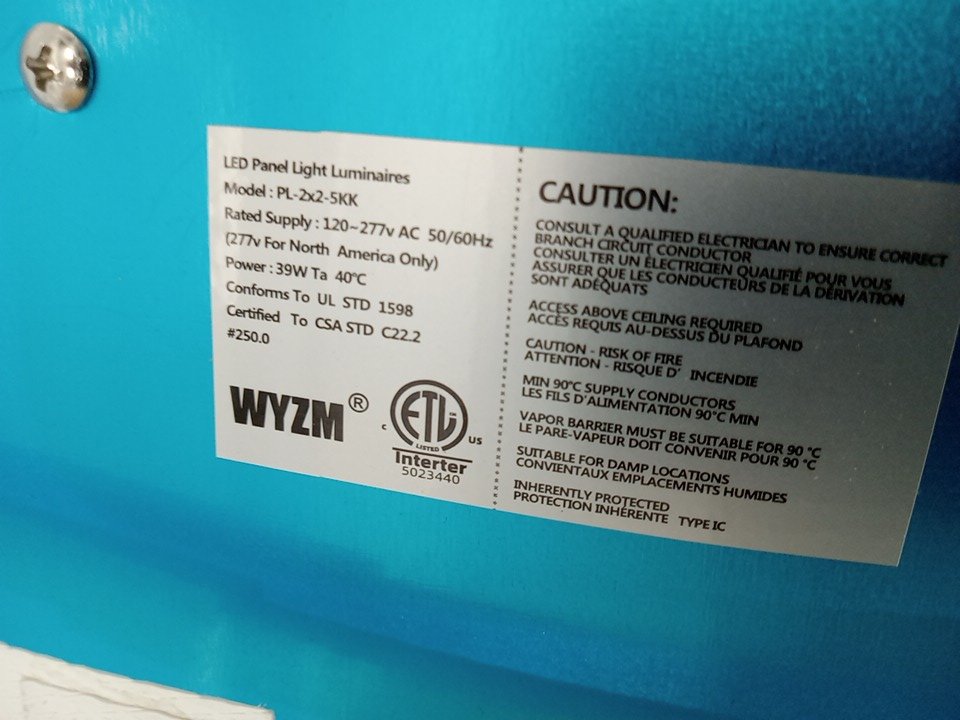 LED Panel Light Luminaires
Model : PL-2x2-5KK
Rated Supply : 120~277v AC 50/60Hz
(277v For North America Only)
Power : 39W Ta 40℃
Conforms To UL STD 1598
Certified To CSA STD C22.2
#250.0
WYZM®
C ETL CM US
LISTED
Interter
5023440
CAUTION:
CONSULT A QUALIFIED ELECTRICIAN TO ENSURE CORRECT
BRANCH CIRCUIT CONDUCTOR
CONSULTER UN ÉLECTRICIEN QUALIFIÉ POUR VOUS
ASSURER QUE LES CONDUCTEURS DE LA DÉRIVATION
SONT ADÉQUATS
ACCESS ABOVE CEILING REQUIRED
ACCÈS REQUIS AU-DESSUS DU PLAFOND
CAUTION - RISK OF FIRE
ATTENTION - RISQUE D' INCENDIE
MIN 90℃ SUPPLY CONDUCTORS
LES FILS D'ALIMENTATION 90℃ MIN
VAPOR BARRIER MUST BE SUITABLE FOR 90 ℃
LE PARE-VAPEUR DOIT CONVENIR POUR 90 ℃
SUITABLE FOR DAMP LOCATIONS
CONVIENTAUX EMPLACEMENTS HUMIDES
INHERENTLY PROTECTED
PROTECTION INHÉRENTE TYPE IC